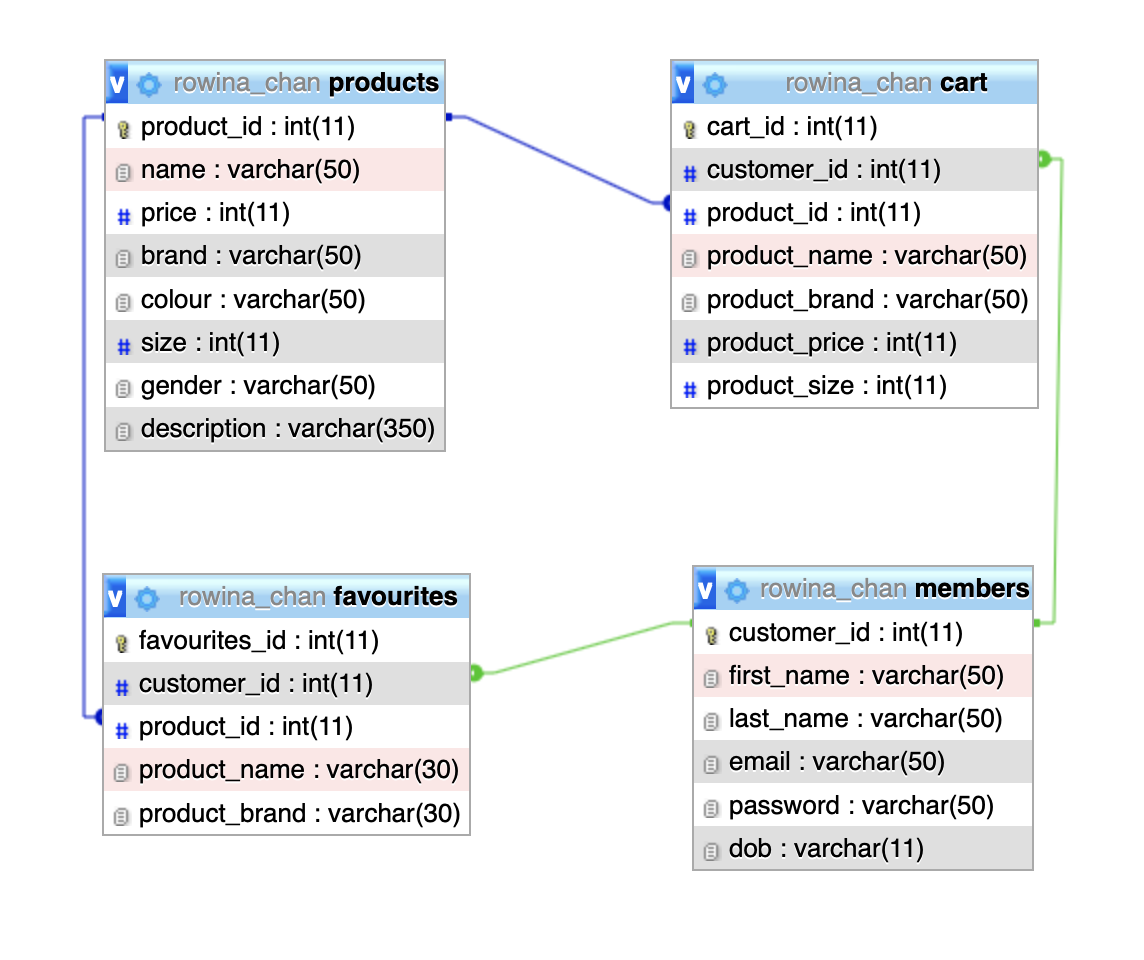 v rowina_chan products
product_id : int(11)
name : varchar(50)
# price : int(11)
brand : varchar(50)
colour : varchar(50)
# size : int(11)
gender : varchar(50)
description : varchar(350)
v rowina_chan cart
cart_id : int(11)
# customer_id : int(11)
# product_id : int(11)
product_name : varchar(50)
product_brand : varchar(50)
# product_price : int(11)
# product_size : int(11)
v rowina_chan favourites
favourites_id : int(11)
# customer_id : int(11)
# product_id : int(11)
product_name : varchar(30)
product_brand : varchar(30)
v rowina_chan members
customer_id : int(11)
first_name : varchar(50)
last_name : varchar(50)
email : varchar(50)
password : varchar(50)
dob : varchar(11)